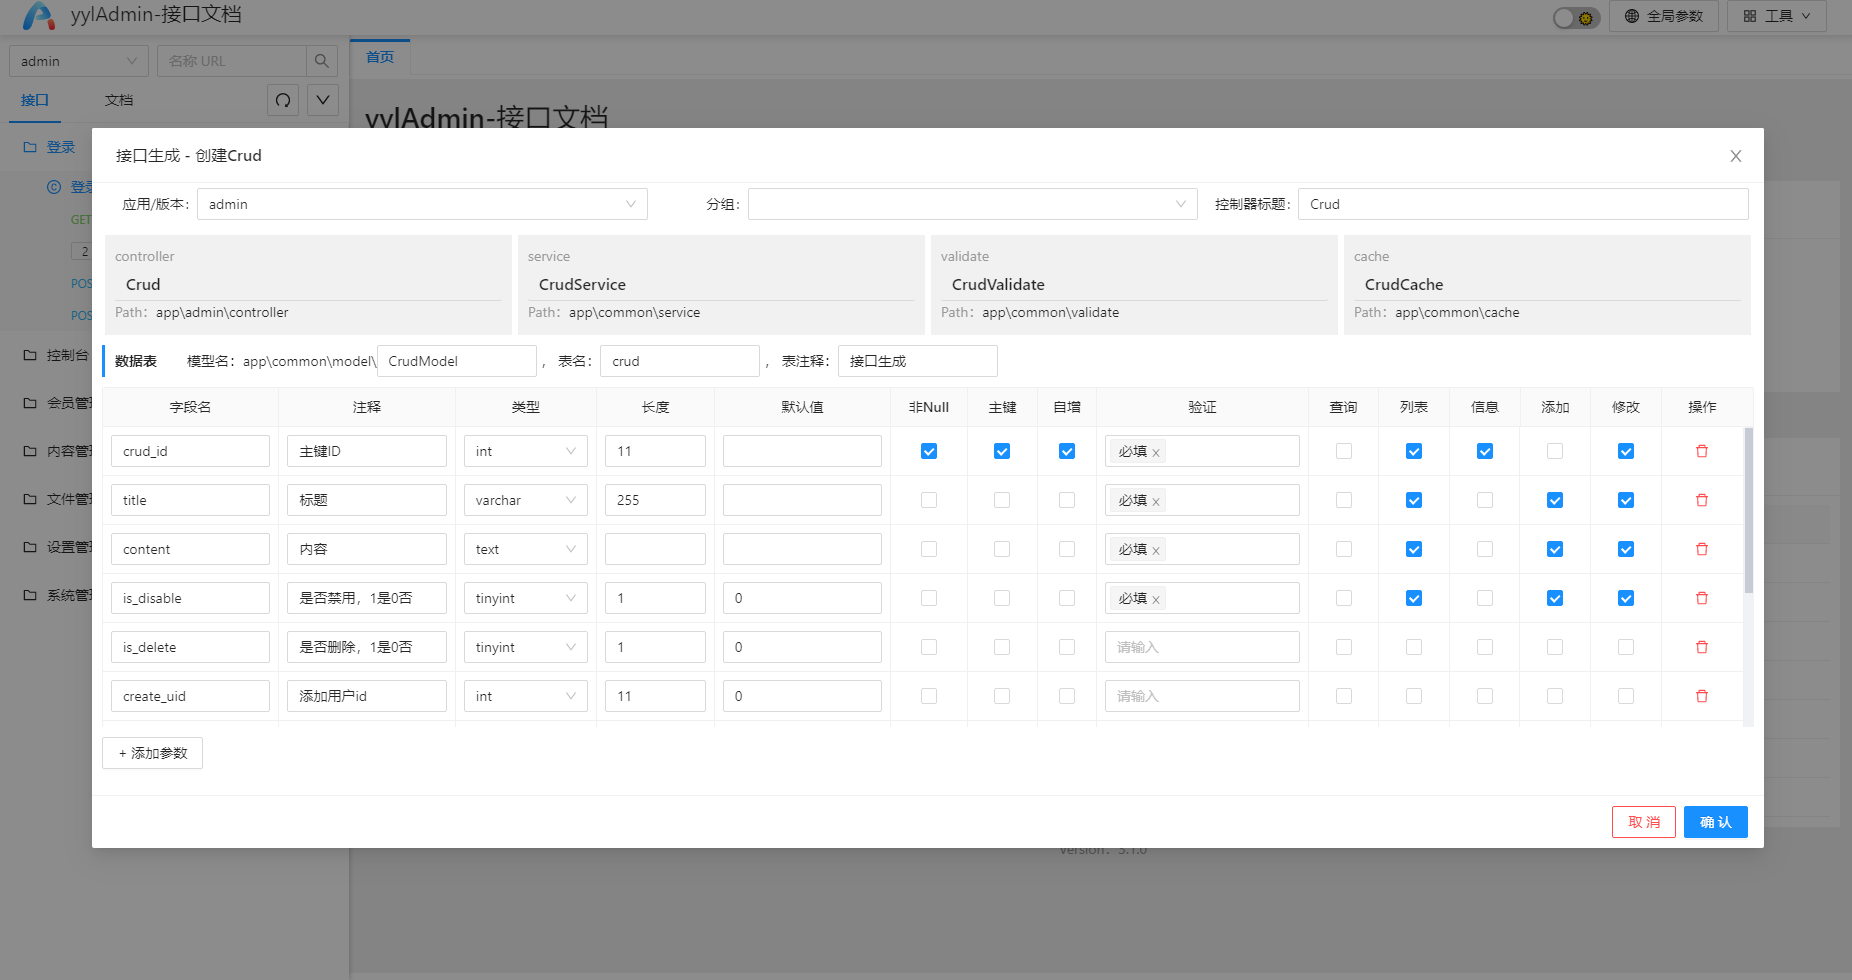 yylAdmin-接口文档
全局参数
工具
admin
名称 URL
首页
接口
文档
yylAdmin-接口文档
登录
登录
GET
2
POS
POS
控制台
会员管理
内容管理
文件管理
设置管理
系统管理
接口生成 - 创建Crud
应用/版本: admin
分组:
控制器标题: Crud
controller
Crud
Path: app\admin\controller
service
CrudService
Path: app\common\service
validate
CrudValidate
Path: app\common\validate
cache
CrudCache
Path: app\common\cache
数据表 模型名: app\common\model\ CrudModel , 表名: crud , 表注释: 接口生成
字段名 注释 类型 长度 默认值 非Null 主键 自增 验证 查询 列表 信息 添加 修改 操作
crud_id 主键ID int 11 必填 x
title 标题 varchar 255 必填 x
content 内容 text 必填 x
is_disable 是否禁用，1是0否 tinyint 1 0 必填 x
is_delete 是否删除，1是0否 tinyint 1 0 请输入
create_uid 添加用户id int 11 0 请输入
+ 添加参数
取 消
确 认
version: 3.1.0